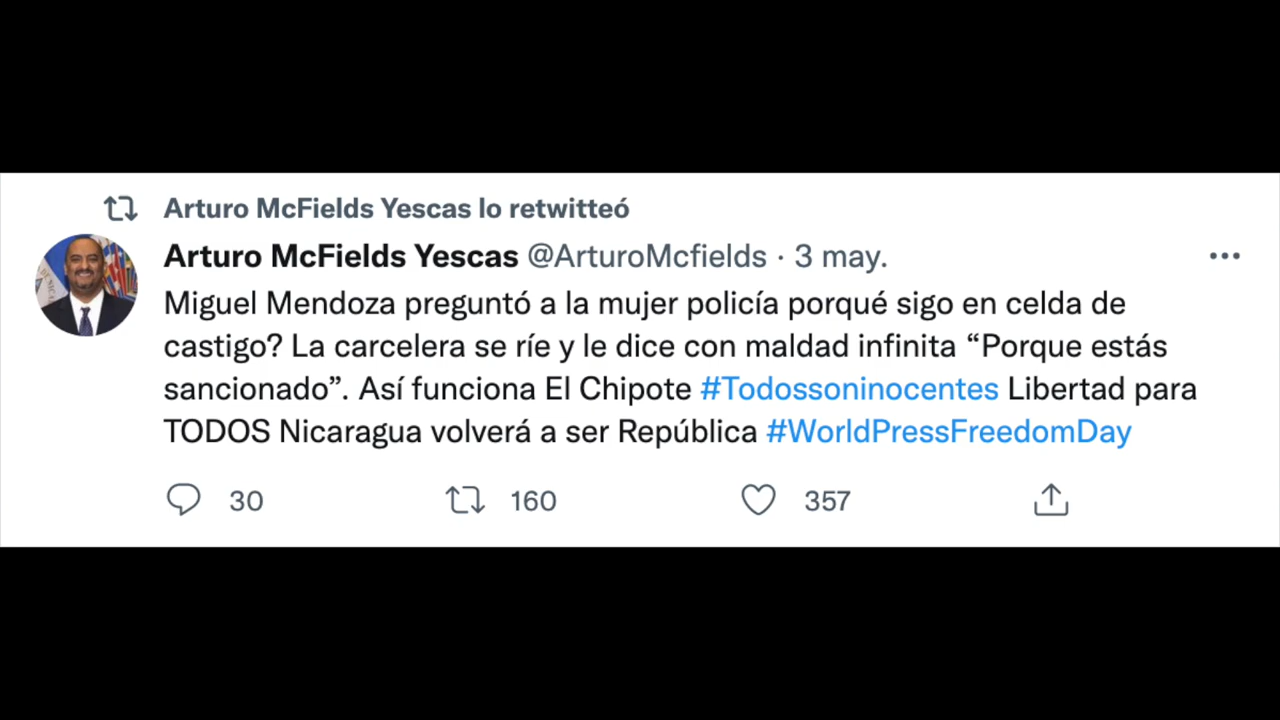 Arturo McFields Yescas lo retwitteó
Arturo McFields Yescas @ArturoMcfields · 3 may.
Miguel Mendoza preguntó a la mujer policía porqué sigo en celda de
castigo? La carcelera se ríe y le dice con maldad infinita “Porque estás
sancionado”. Así funciona El Chipote #Todossoninocentes Libertad para
TODOS Nicaragua volverá a ser República #WorldPressFreedomDay
30 160 357